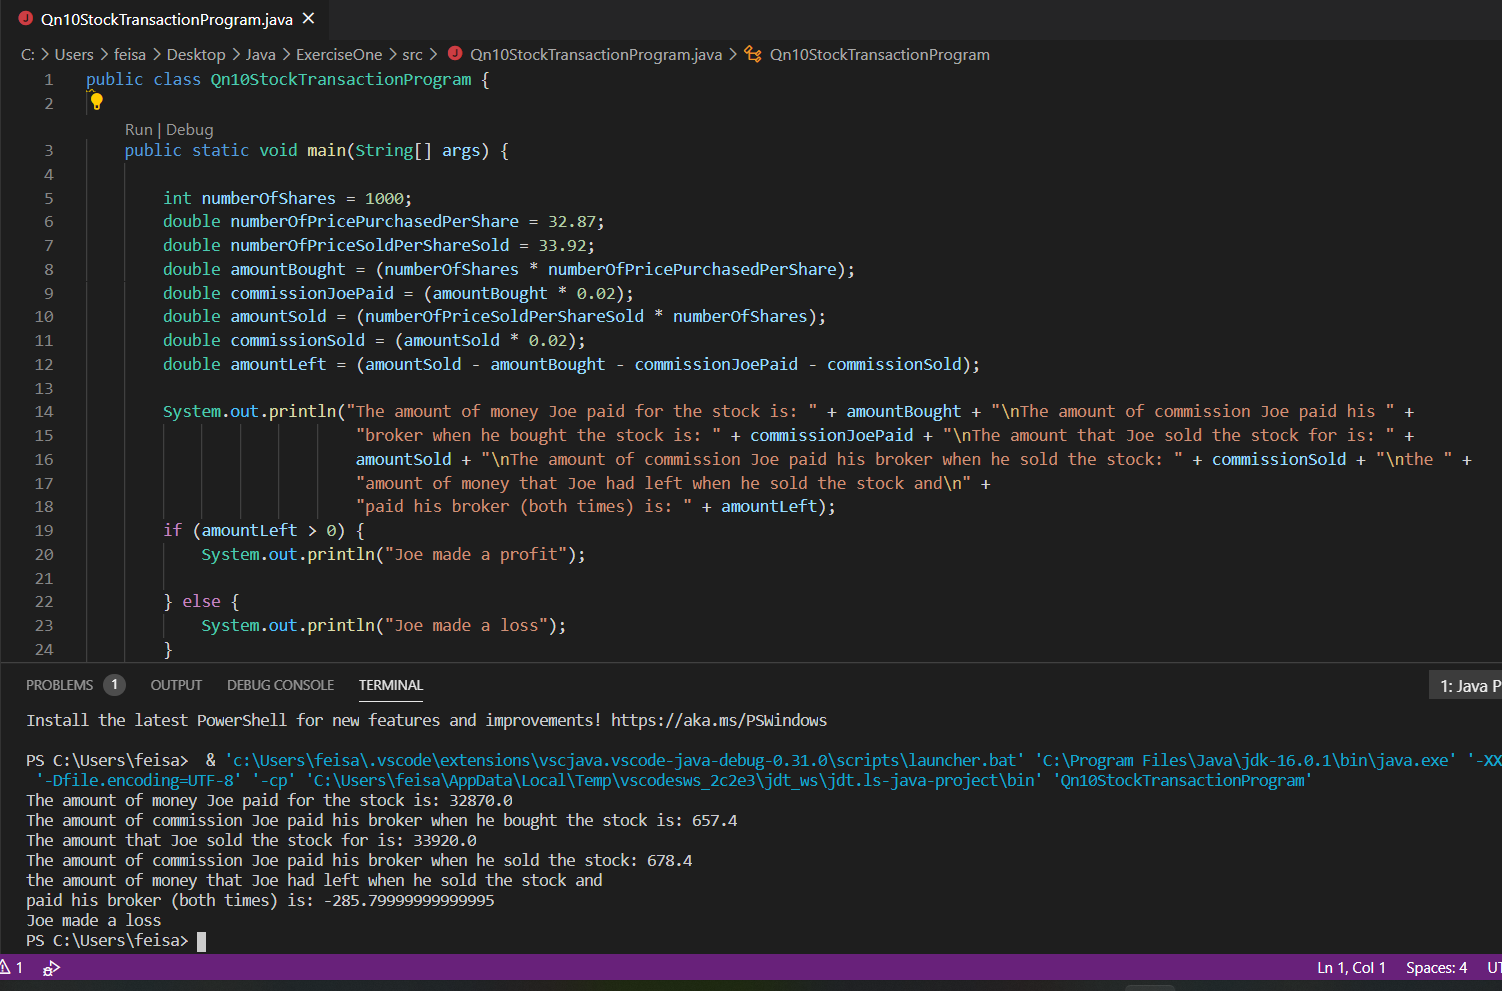 Qn10StockTransactionProgram.java ×
C: > Users > feisa > Desktop > Java > ExerciseOne > src > Qn10StockTransactionProgram.java > Qn10StockTransactionProgram
1 public class Qn10StockTransactionProgram {
2
Run | Debug
3 public static void main(String[] args) {
4
5 int numberOfShares = 1000;
6 double numberOfPricePurchasedPerShare = 32.87;
7 double numberOfPriceSoldPerShareSold = 33.92;
8 double amountBought = (numberOfShares * numberOfPricePurchasedPerShare);
9 double commissionJoePaid = (amountBought * 0.02);
10 double amountSold = (numberOfPriceSoldPerShareSold * numberOfShares);
11 double commissionSold = (amountSold * 0.02);
12 double amountLeft = (amountSold - amountBought - commissionJoePaid - commissionSold);
13
14 System.out.println("The amount of money Joe paid for the stock is: " + amountBought + "\nThe amount of commission Joe paid his " +
15 "broker when he bought the stock is: " + commissionJoePaid + "\nThe amount that Joe sold the stock for is: " +
16 amountSold + "\nThe amount of commission Joe paid his broker when he sold the stock: " + commissionSold + "\nthe " +
17 "amount of money that Joe had left when he sold the stock and\n" +
18 "paid his broker (both times) is: " + amountLeft);
19 if (amountLeft > 0) {
20 System.out.println("Joe made a profit");
21
22 } else {
23 System.out.println("Joe made a loss");
24 }
PROBLEMS 1 OUTPUT DEBUG CONSOLE TERMINAL 1: Java P
Install the latest PowerShell for new features and improvements! https://aka.ms/PSWindows
PS C:\Users\feisa> & 'c:\Users\feisa\.vscode\extensions\vscjava.vscode-java-debug-0.31.0\scripts\launcher.bat' 'C:\Program Files\Java\jdk-16.0.1\bin\java.exe' '-XX
'-Dfile.encoding=UTF-8' '-cp' 'C:\Users\feisa\AppData\Local\Temp\vscodesws_2c2e3\jdt_ws\jdt.ls-java-project\bin' 'Qn10StockTransactionProgram'
The amount of money Joe paid for the stock is: 32870.0
The amount of commission Joe paid his broker when he bought the stock is: 657.4
The amount that Joe sold the stock for is: 33920.0
The amount of commission Joe paid his broker when he sold the stock: 678.4
the amount of money that Joe had left when he sold the stock and
paid his broker (both times) is: -285.79999999999995
Joe made a loss
PS C:\Users\feisa>
1 Ln 1, Col 1 Spaces: 4 UT